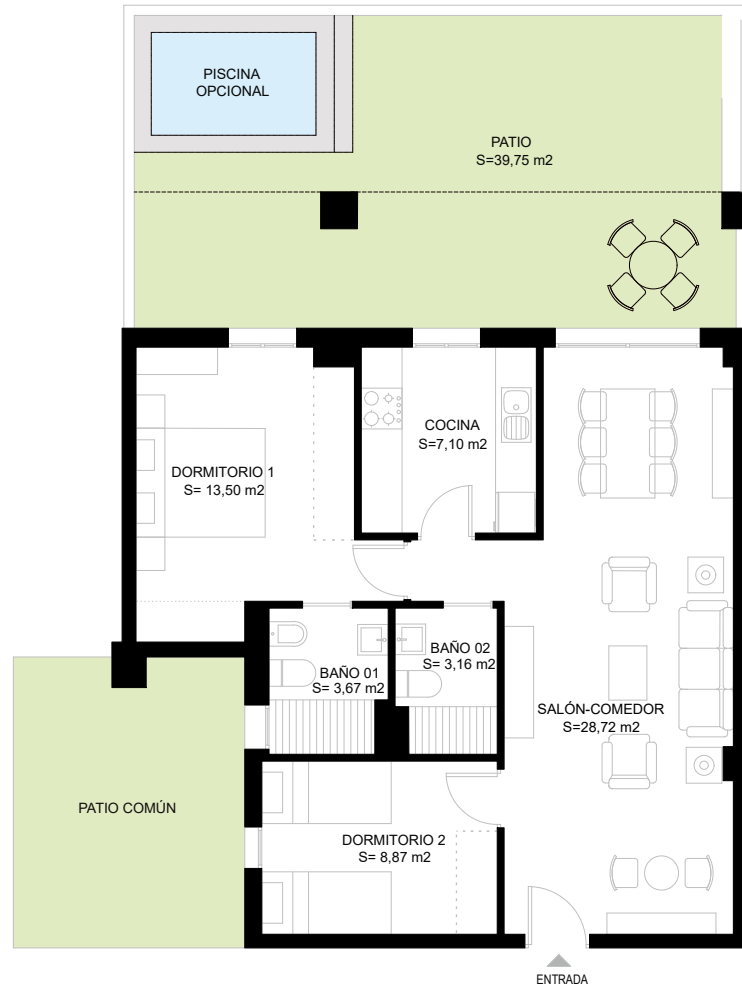 PISCINA
OPCIONAL
PATIO
S=39,75 m2
COCINA
S=7,10 m2
DORMITORIO 1
S= 13,50 m2
BAÑO 01
S= 3,67 m2
BAÑO 02
S= 3,16 m2
SALÓN-COMEDOR
S=28,72 m2
PATIO COMÚN
DORMITORIO 2
S= 8,87 m2
ENTRADA